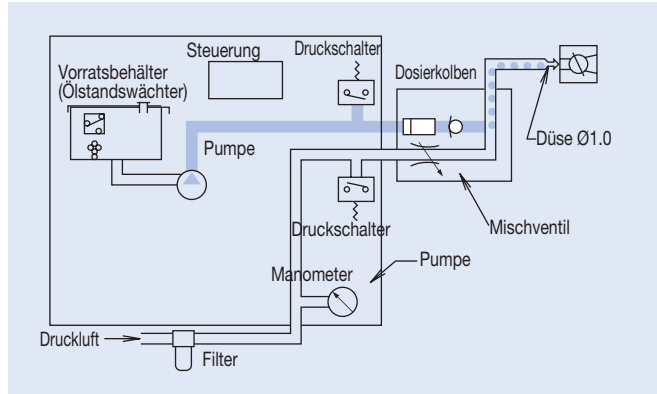 Steuerung
Druckschalter
Vorratsbehälter
(Ölstandswächter)
Dosierkolben
Pumpe
Düse Ø1.0
Mischventil
Druckschalter
Pumpe
Manometer
Druckluft
Filter